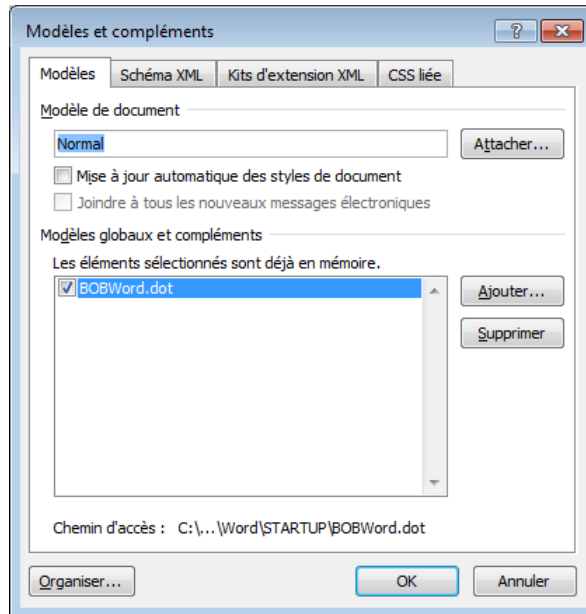 Modèles et compléments
Modèles Schéma XML Kits d'extension XML CSS liée
Modèle de document
Normal Attacher...
Mise à jour automatique des styles de document
Joindre à tous les nouveaux messages électroniques
Modèles globaux et compléments
Les éléments sélectionnés sont déjà en mémoire.
BOBWord.dot Ajouter...
Supprimer
Chemin d'accès : C:\...\Word\STARTUP\BOBWord.dot
Organiser... OK Annuler